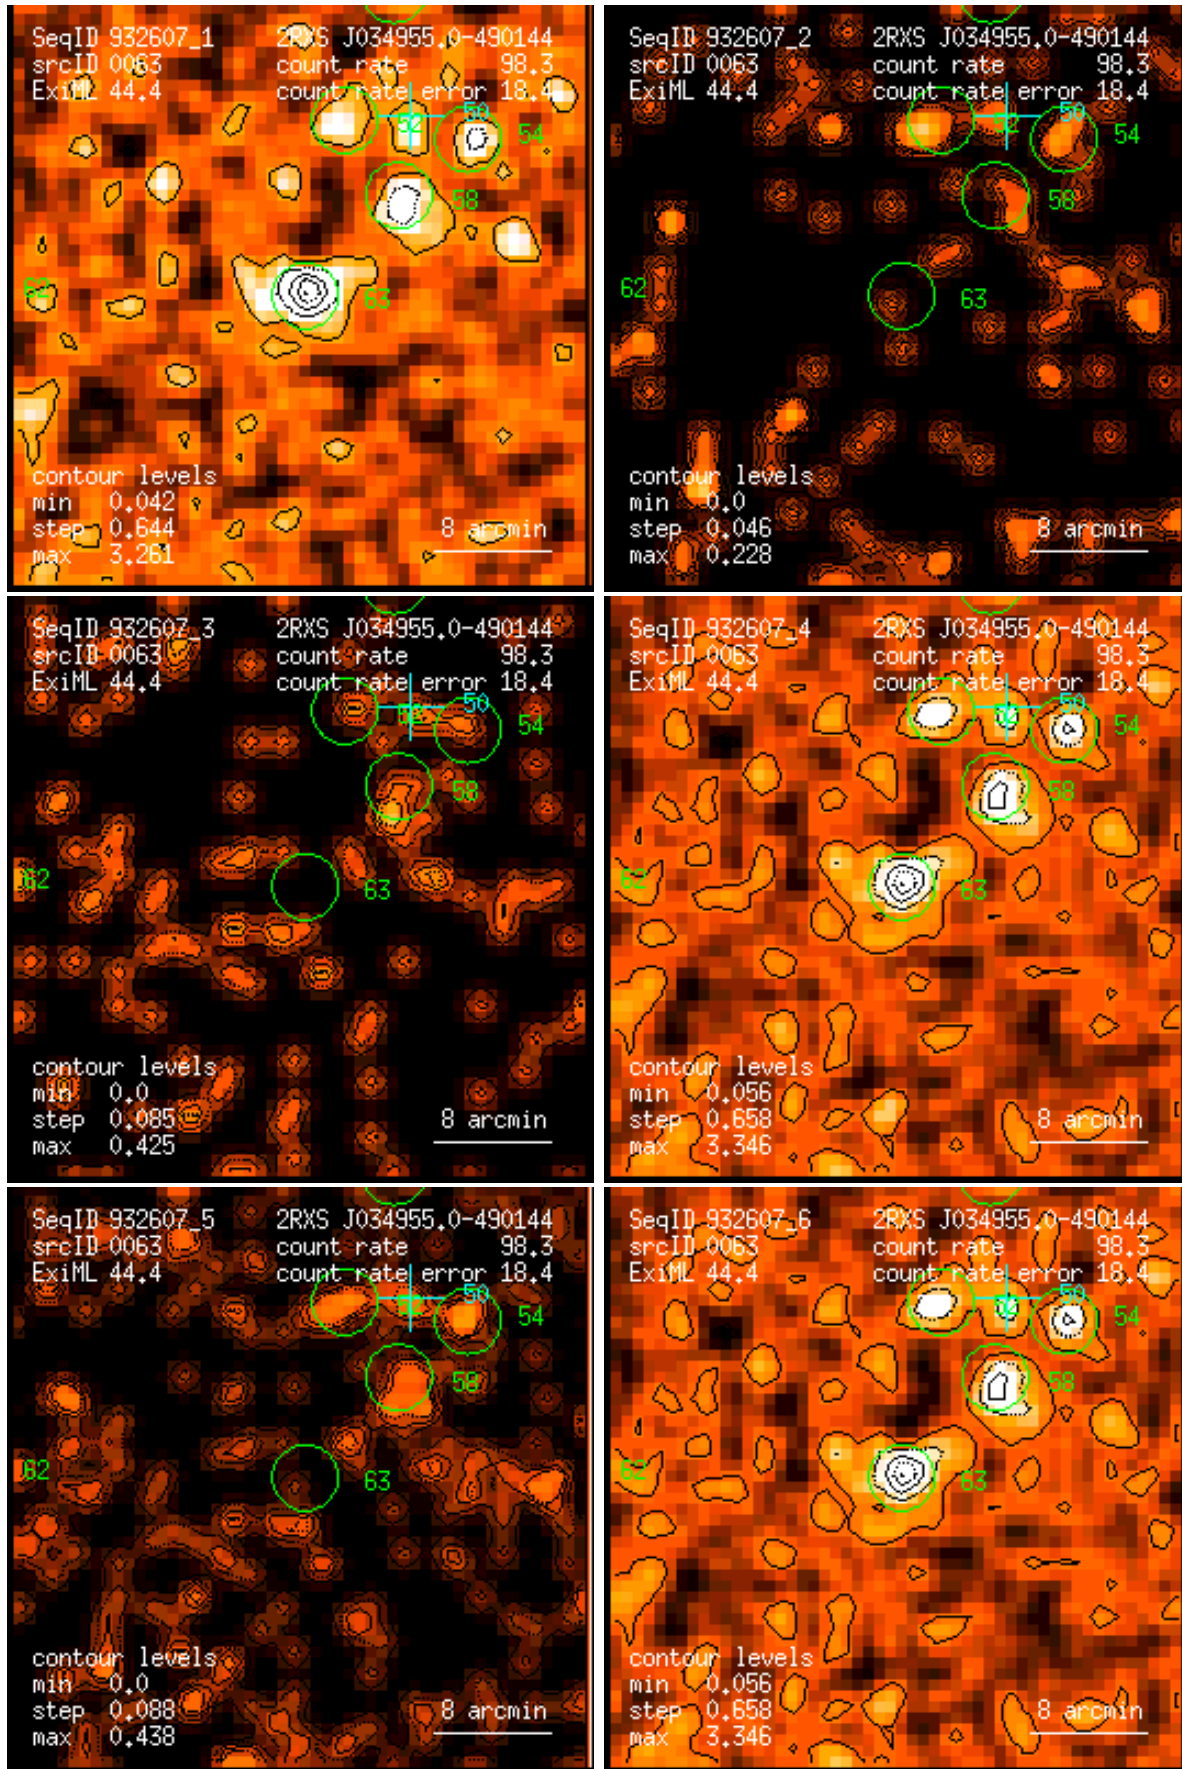 SeqID 932607_1 2RXS J034955.0-490144
srcID 0063 count rate 98.3
ExiML 44.4 count rate error 18.4
50
52
54
58
62
63
contour levels
min 0.042
step 0.644 8 arcmin
max 3.261
SeqID 932607_2 2RXS J034955.0-490144
srcID 0063 count rate 98.3
ExiML 44.4 count rate error 18.4
50
52
54
58
62
63
contour levels
min 0.0
step 0.046 8 arcmin
max 0.228
SeqID 932607_3 2RXS J034955.0-490144
srcID 0063 count rate 98.3
ExiML 44.4 count rate error 18.4
50
52
54
58
62
63
contour levels
min 0.0
step 0.085 8 arcmin
max 0.425
SeqID 932607_4 2RXS J034955.0-490144
srcID 0063 count rate 98.3
ExiML 44.4 count rate error 18.4
50
52
54
58
62
63
contour levels
min 0.056
step 0.658 8 arcmin
max 3.346
SeqID 932607_5 2RXS J034955.0-490144
srcID 0063 count rate 98.3
ExiML 44.4 count rate error 18.4
50
52
54
58
62
63
contour levels
min 0.0
step 0.088 8 arcmin
max 0.438
SeqID 932607_6 2RXS J034955.0-490144
srcID 0063 count rate 98.3
ExiML 44.4 count rate error 18.4
50
52
54
58
62
63
contour levels
min 0.056
step 0.658 8 arcmin
max 3.346